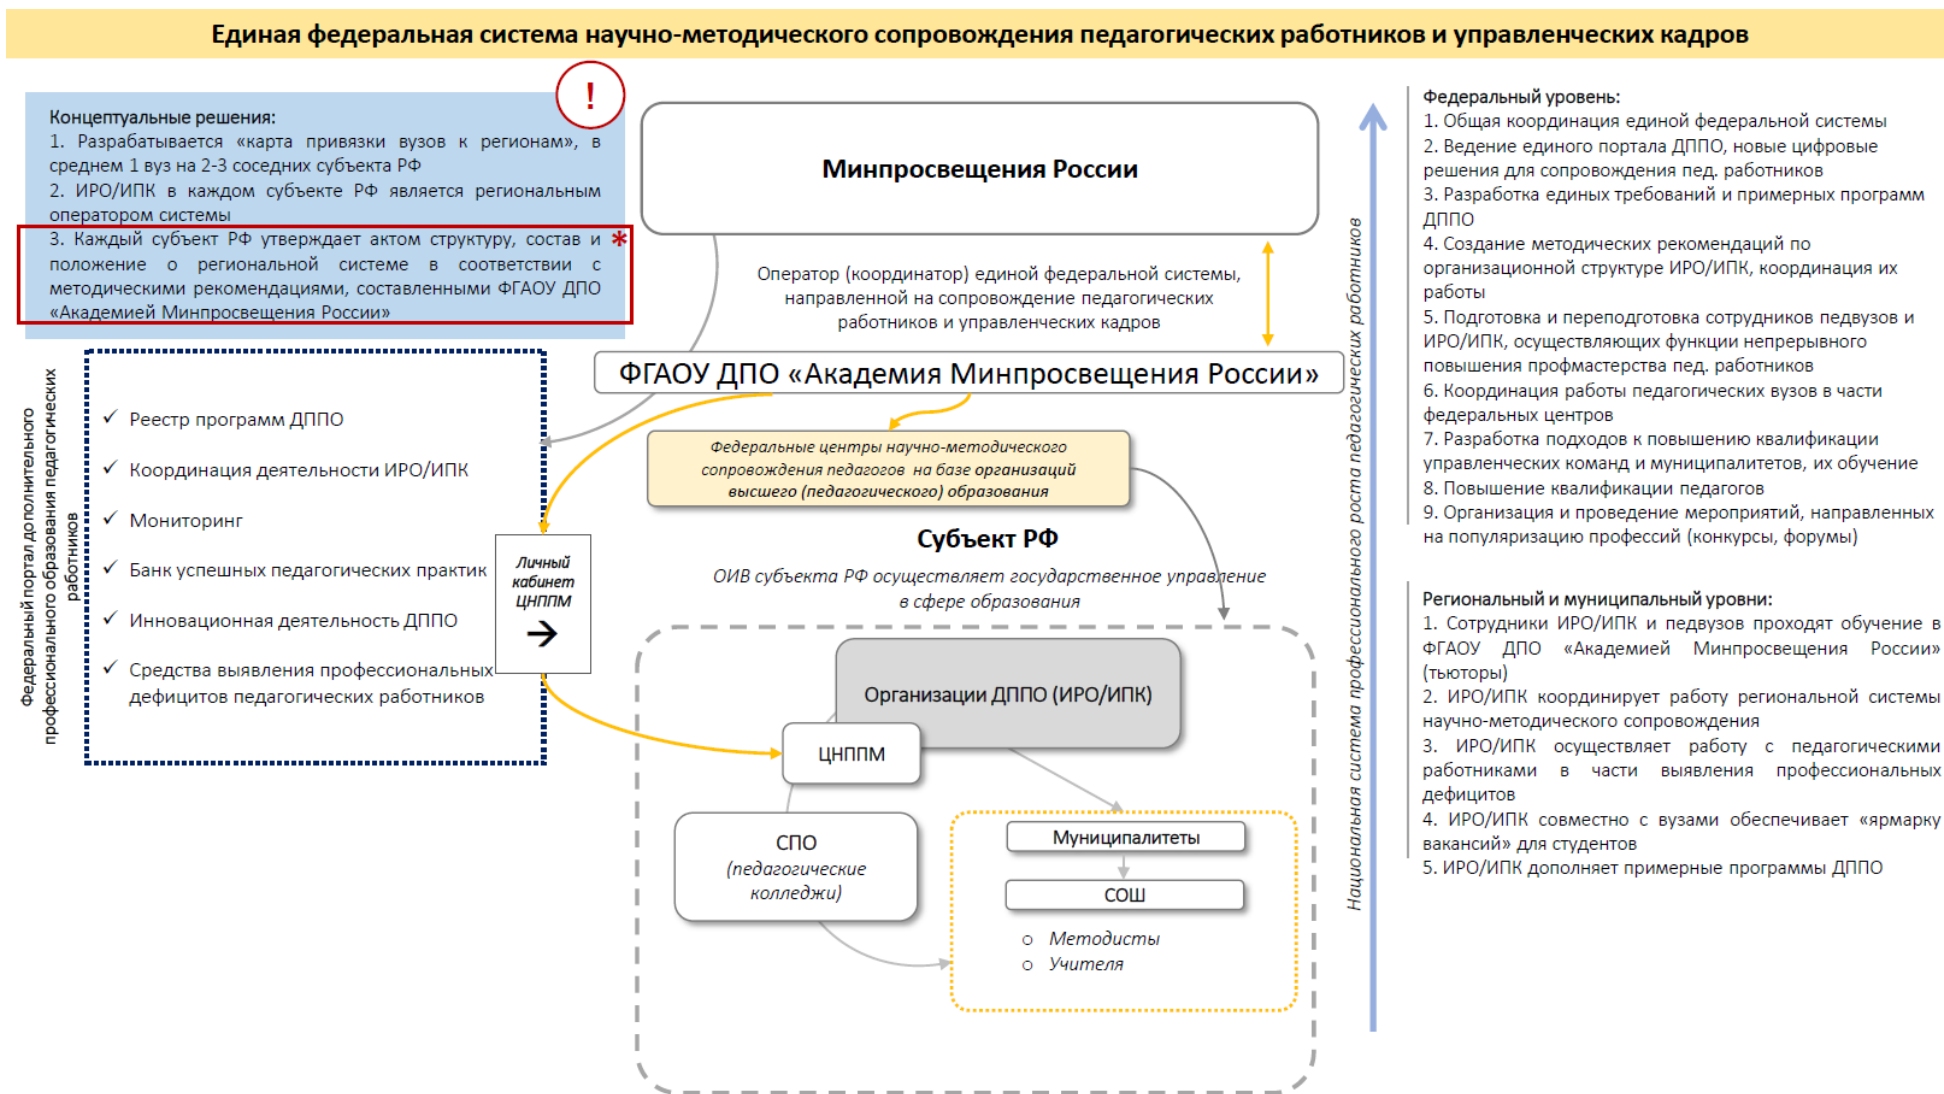 Единая федеральная система научно-методического сопровождения педагогических работников и управленческих кадров
!
Концептуальные решения:
1. Разрабатывается «карта привязки вузов к регионам», в
среднем 1 вуз на 2-3 соседних субъекта РФ
2. ИРО/ИПК в каждом субъекте РФ является региональным
оператором системы
3. Каждый субъект РФ утверждает актом структуру, состав и *
положение о региональной системе в соответствии с
методическими рекомендациями, составленными ФГАОУ ДПО
«Академией Минпросвещения России»
Федеральный портал дополнительного
профессионального образования педагогических
работников
✓ Реестр программ ДППО
✓ Координация деятельности ИРО/ИПК
✓ Мониторинг
✓ Банк успешных педагогических практик
✓ Инновационная деятельность ДППО
✓ Средства выявления профессиональных
дефицитов педагогических работников
Личный
кабинет
ЦНППМ
→
Минпросвещения России
Оператор (координатор) единой федеральной системы,
направленной на сопровождение педагогических
работников и управленческих кадров
ФГАОУ ДПО «Академия Минпросвещения России»
Федеральные центры научно-методического
сопровождения педагогов на базе организаций
высшего (педагогического) образования
Субъект РФ
ОИВ субъекта РФ осуществляет государственное управление
в сфере образования
Организации ДППО (ИРО/ИПК)
ЦНППМ
СПО
(педагогические
колледжи)
Муниципалитеты
СОШ
o Методисты
o Учителя
Национальная система профессионального роста педагогических работников
Федеральный уровень:
1. Общая координация единой федеральной системы
2. Ведение единого портала ДППО, новые цифровые
решения для сопровождения пед. работников
3. Разработка единых требований и примерных программ
ДППО
4. Создание методических рекомендаций по
организационной структуре ИРО/ИПК, координация их
работы
5. Подготовка и переподготовка сотрудников педвузов и
ИРО/ИПК, осуществляющих функции непрерывного
повышения профмастерства пед. работников
6. Координация работы педагогических вузов в части
федеральных центров
7. Разработка подходов к повышению квалификации
управленческих команд и муниципалитетов, их обучение
8. Повышение квалификации педагогов
9. Организация и проведение мероприятий, направленных
на популяризацию профессий (конкурсы, форумы)
Региональный и муниципальный уровни:
1. Сотрудники ИРО/ИПК и педвузов проходят обучение в
ФГАОУ ДПО «Академией Минпросвещения России»
(тьюторы)
2. ИРО/ИПК координирует работу региональной системы
научно-методического сопровождения
3. ИРО/ИПК осуществляет работу с педагогическими
работниками в части выявления профессиональных
дефицитов
4. ИРО/ИПК совместно с вузами обеспечивает «ярмарку
вакансий» для студентов
5. ИРО/ИПК дополняет примерные программы ДППО